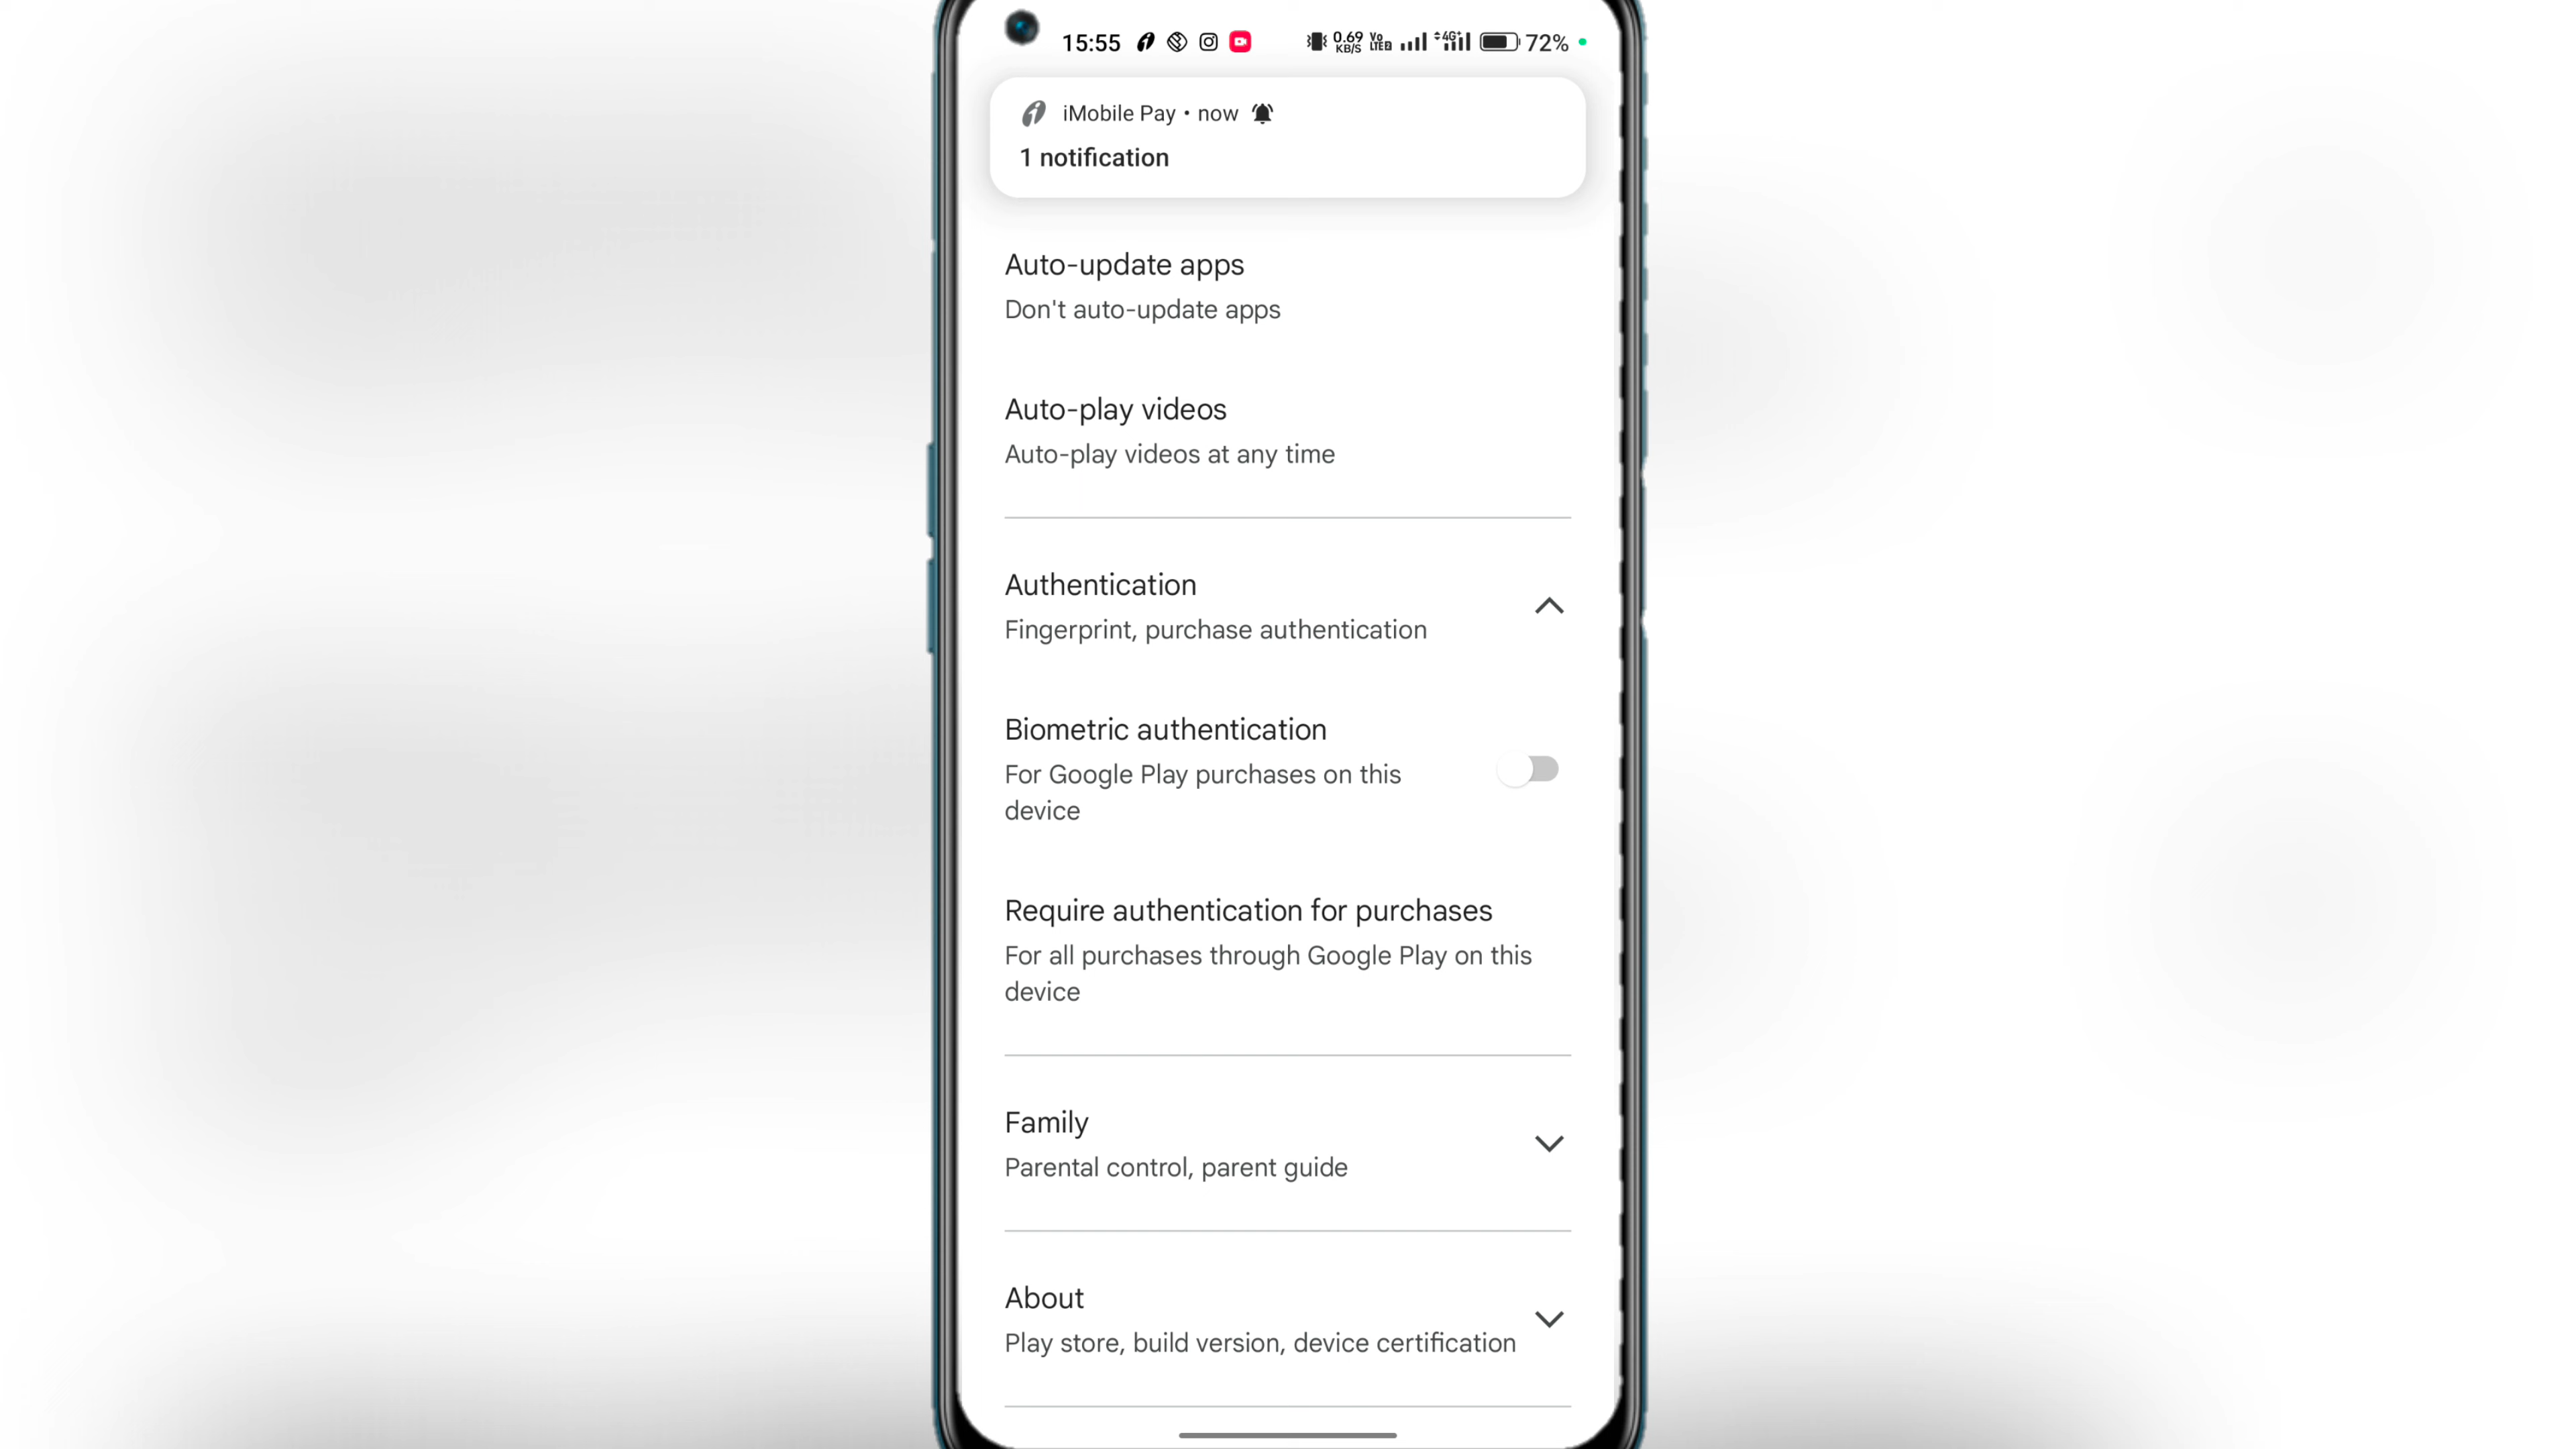 15:55 0.69 KB/S Vo LTE2 4G+ 72%
iMobile Pay • now
1 notification
Auto-update apps
Don't auto-update apps
Auto-play videos
Auto-play videos at any time
Authentication
Fingerprint, purchase authentication
Biometric authentication
For Google Play purchases on this
device
Require authentication for purchases
For all purchases through Google Play on this
device
Family
Parental control, parent guide
About
Play store, build version, device certification